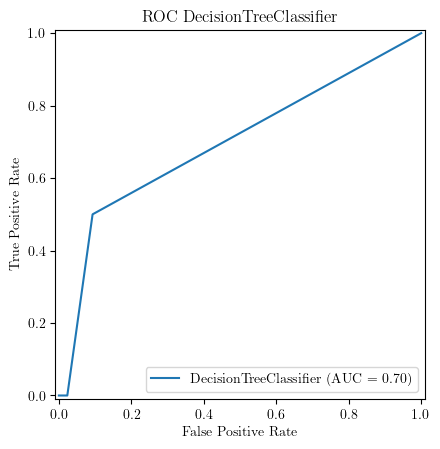 ROC DecisionTreeClassifier
1.0
0.8
0.6
0.4
0.2
0.0
True Positive Rate
DecisionTreeClassifier (AUC = 0.70)
0.0 0.2 0.4 0.6 0.8 1.0
False Positive Rate